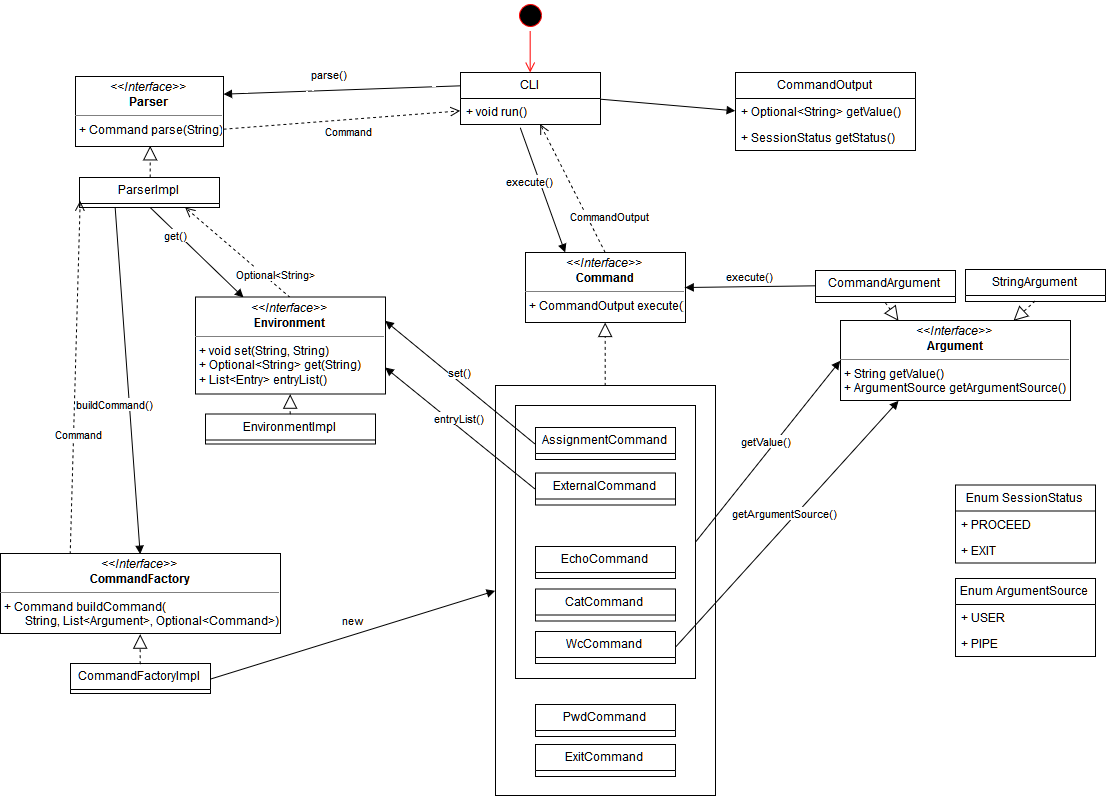 <<Interface>>
Parser
+ Command parse(String)
parse()
Command
CLI
+ void run()
CommandOutput
+ Optional<String> getValue()
+ SessionStatus getStatus()
ParserImpl
get()
Optional<String>
execute()
CommandOutput
<<Interface>>
Command
+ CommandOutput execute(
execute()
CommandArgument
StringArgument
<<Interface>>
Argument
+ String getValue()
+ ArgumentSource getArgumentSource()
<<Interface>>
Environment
+ void set(String, String)
+ Optional<String> get(String)
+ List<Entry> entryList()
EnvironmentImpl
set()
entryList()
buildCommand()
Command
AssignmentCommand
ExternalCommand
EchoCommand
CatCommand
WcCommand
PwdCommand
ExitCommand
getValue()
getArgumentSource()
Enum SessionStatus
+ PROCEED
+ EXIT
Enum ArgumentSource
+ USER
+ PIPE
<<Interface>>
CommandFactory
+ Command buildCommand(
String, List<Argument>, Optional<Command>)
new
CommandFactoryImpl